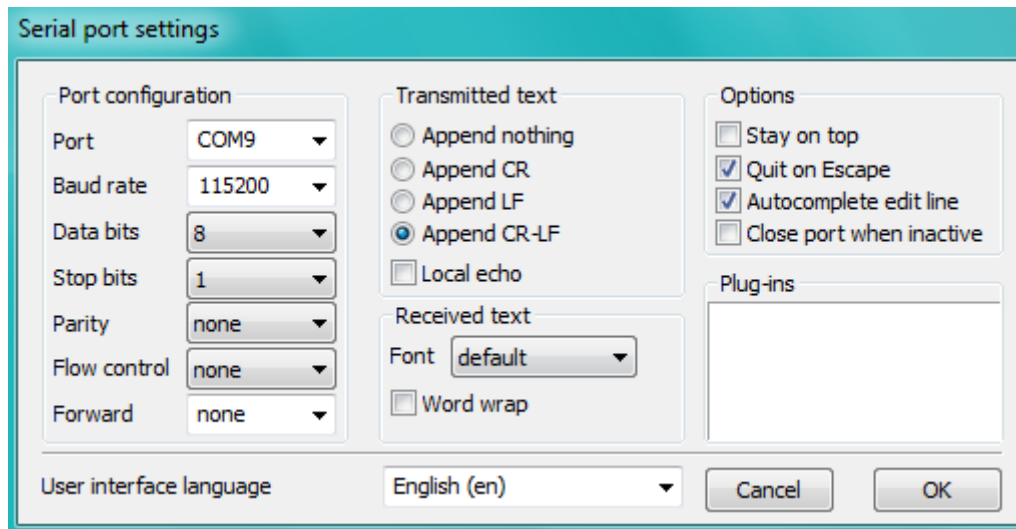 Serial port settings
Port configuration
Port COM9
Baud rate 115200
Data bits 8
Stop bits 1
Parity none
Flow control none
Forward none
Transmitted text
Append nothing
Append CR
Append LF
Append CR-LF
Local echo
Received text
Font default
Word wrap
Options
Stay on top
Quit on Escape
Autocomplete edit line
Close port when inactive
Plug-ins
User interface language English (en)
Cancel OK